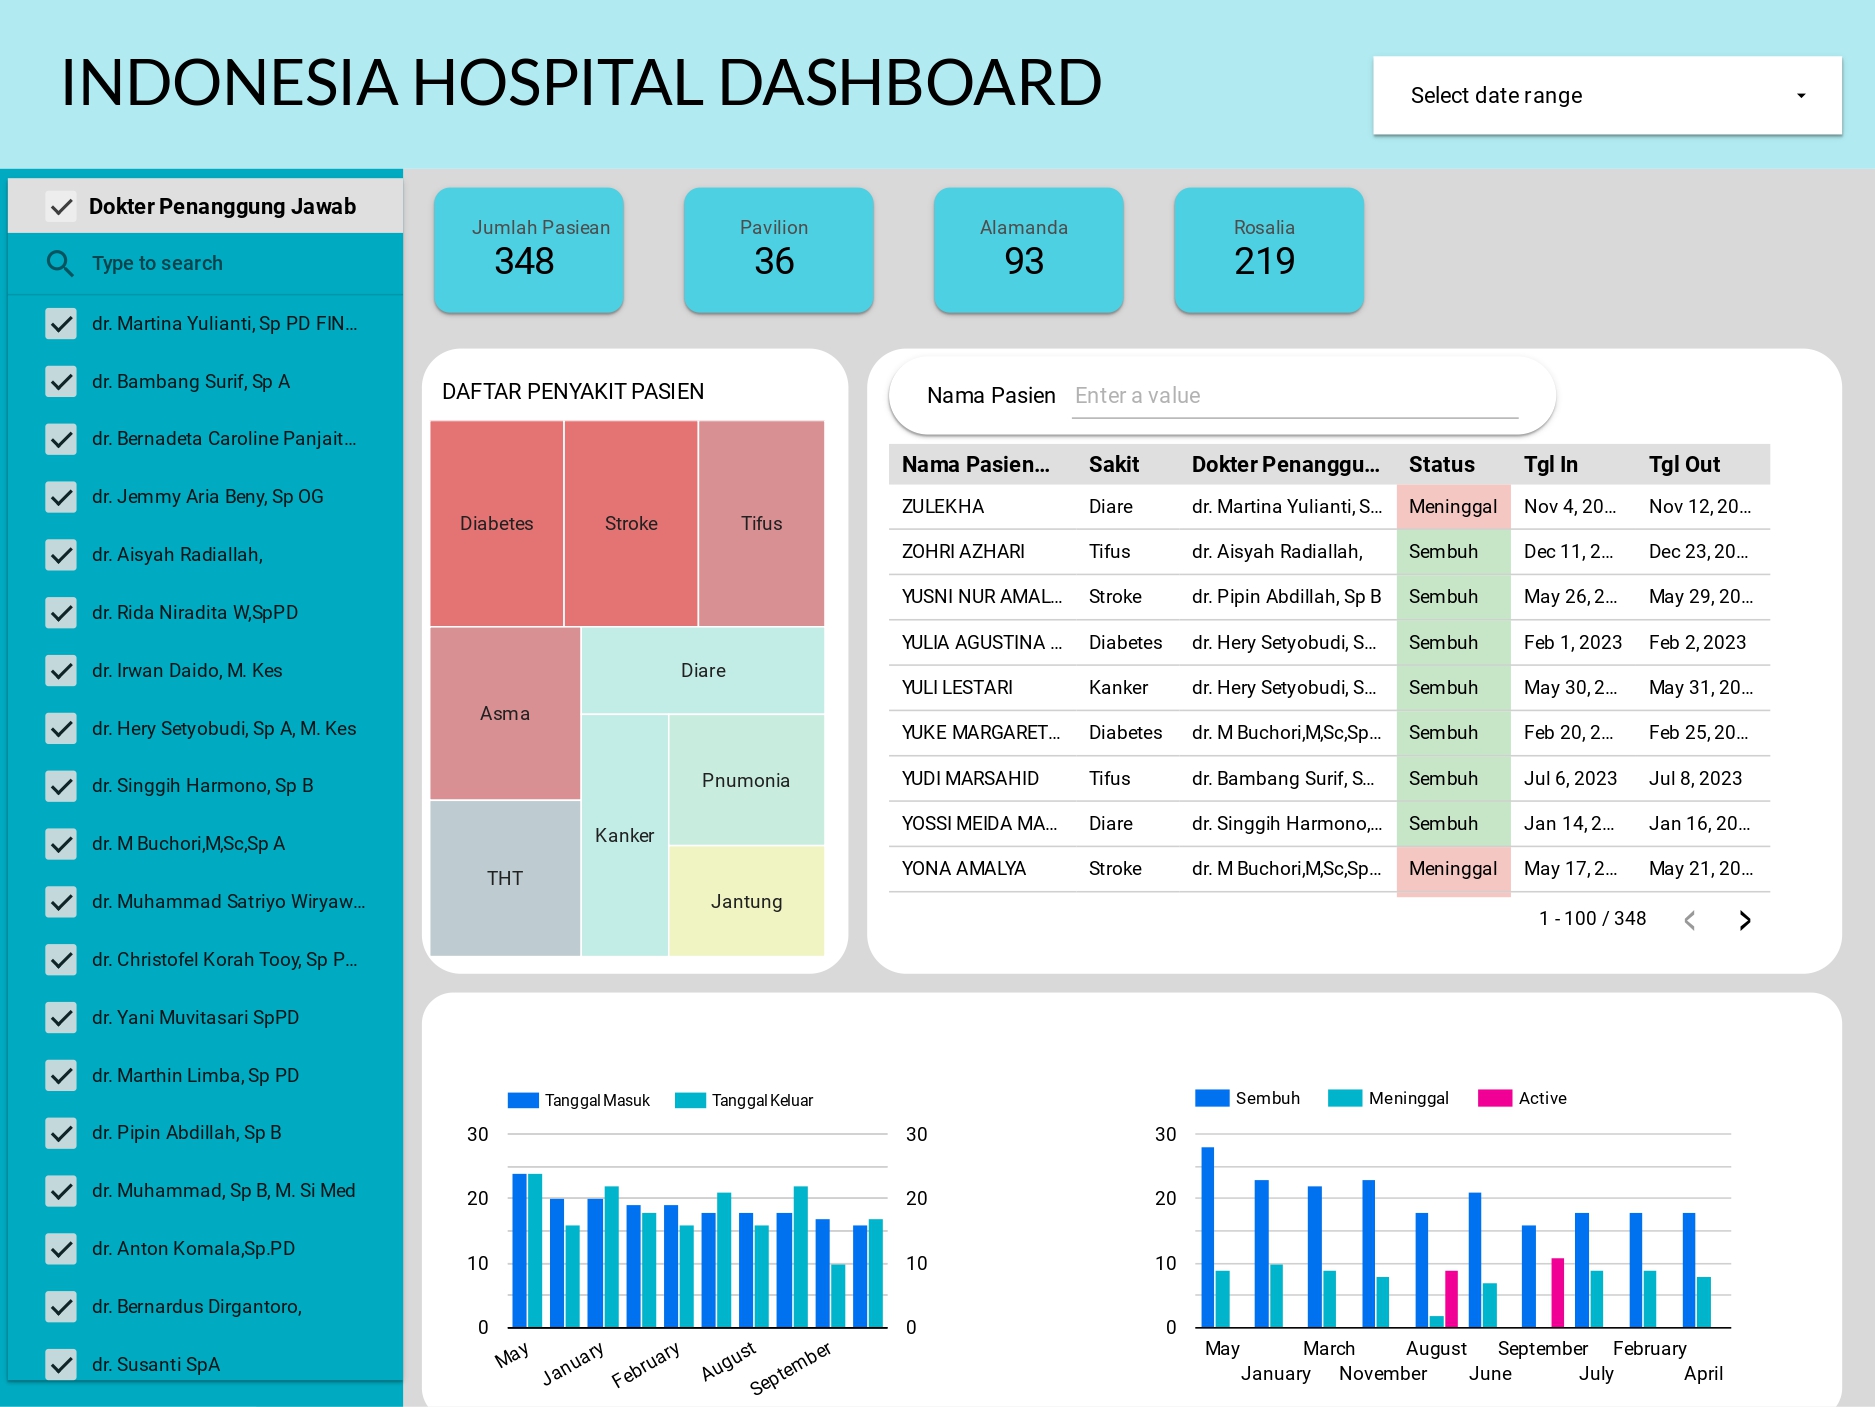 INDONESIA HOSPITAL DASHBOARD
Select date range
Dokter Penanggung Jawab
Type to search
dr. Martina Yulianti, Sp PD FIN...
dr. Bambang Surif, Sp A
dr. Bernadeta Caroline Panjait...
dr. Jemmy Aria Beny, Sp OG
dr. Aisyah Radiallah,
dr. Rida Niradita W,SpPD
dr. Irwan Daido, M. Kes
dr. Hery Setyobudi, Sp A, M. Kes
dr. Singgih Harmono, Sp B
dr. M Buchori,M,Sc,Sp A
dr. Muhammad Satriyo Wiryaw...
dr. Christofel Korah Tooy, Sp P...
dr. Yani Muvitasari SpPD
dr. Marthin Limba, Sp PD
dr. Pipin Abdillah, Sp B
dr. Muhammad, Sp B, M. Si Med
dr. Anton Komala,Sp.PD
dr. Bernardus Dirgantoro,
dr. Susanti SpA
Jumlah Pasiean
348
Pavilion
36
Alamanda
93
Rosalia
219
DAFTAR PENYAKIT PASIEN
Diabetes
Stroke
Tifus
Asma
Diare
Kanker
Pnumonia
THT
Jantung
Nama Pasien Enter a value
Nama Pasien... Sakit Dokter Penanggu... Status Tgl In Tgl Out
ZULEKHA Diare dr. Martina Yulianti, S... Meninggal Nov 4, 20... Nov 12, 20...
ZOHRI AZHARI Tifus dr. Aisyah Radiallah, Sembuh Dec 11, 2... Dec 23, 20...
YUSNI NUR AMAL... Stroke dr. Pipin Abdillah, Sp B Sembuh May 26, 2... May 29, 20...
YULIA AGUSTINA ... Diabetes dr. Hery Setyobudi, S... Sembuh Feb 1, 2023 Feb 2, 2023
YULI LESTARI Kanker dr. Hery Setyobudi, S... Sembuh May 30, 2... May 31, 20...
YUKE MARGARET... Diabetes dr. M Buchori,M,Sc,Sp... Sembuh Feb 20, 2... Feb 25, 20...
YUDI MARSAHID Tifus dr. Bambang Surif, S... Sembuh Jul 6, 2023 Jul 8, 2023
YOSSI MEIDA MA... Diare dr. Singgih Harmono,... Sembuh Jan 14, 2... Jan 16, 20...
YONA AMALYA Stroke dr. M Buchori,M,Sc,Sp... Meninggal May 17, 2... May 21, 20...
1 - 100 / 348
Tanggal Masuk Tanggal Keluar
30 30
20 20
10 10
0 0
May January February August September
Sembuh Meninggal Active
30
20
10
0
May March August September February
January November June July April